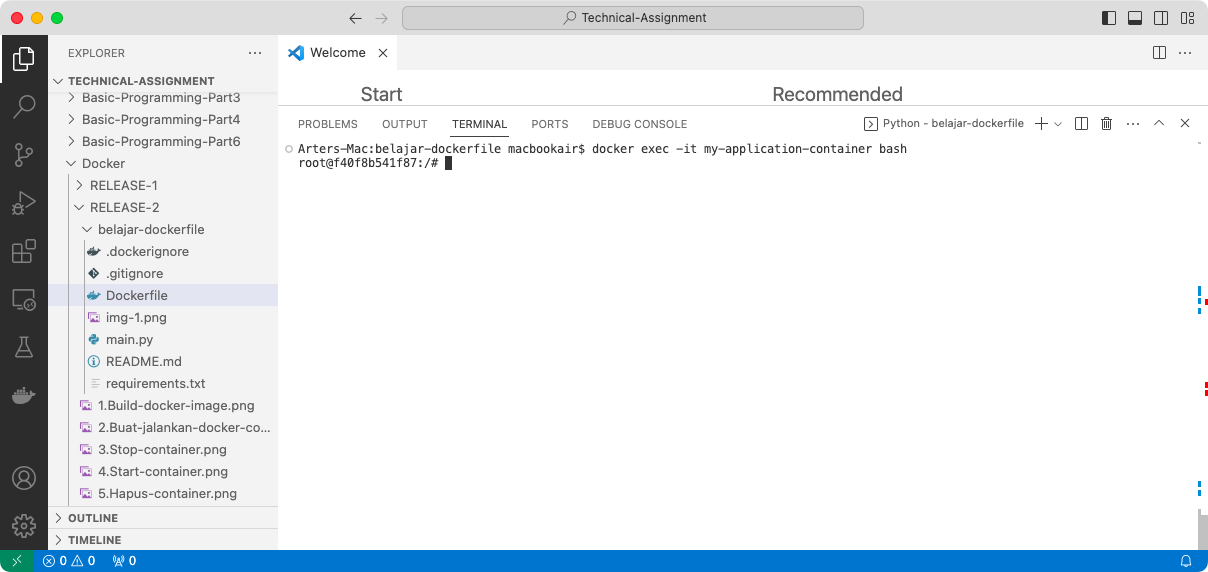 Technical-Assignment
EXPLORER
Welcome
TECHNICAL-ASSIGNMENT
Basic-Programming-Part3
Basic-Programming-Part4
Basic-Programming-Part6
Docker
RELEASE-1
RELEASE-2
belajar-dockerfile
.dockerignore
.gitignore
Dockerfile
img-1.png
main.py
README.md
requirements.txt
1.Build-docker-image.png
2.Buat-jalankan-docker-co...
3.Stop-container.png
4.Start-container.png
5.Hapus-container.png
OUTLINE
TIMELINE
Start
Recommended
PROBLEMS OUTPUT TERMINAL PORTS DEBUG CONSOLE
Python - belajar-dockerfile
Arters-Mac:belajar-dockerfile macbookair$ docker exec -it my-application-container bash
root@f40f8b541f87:/#
0 0 0